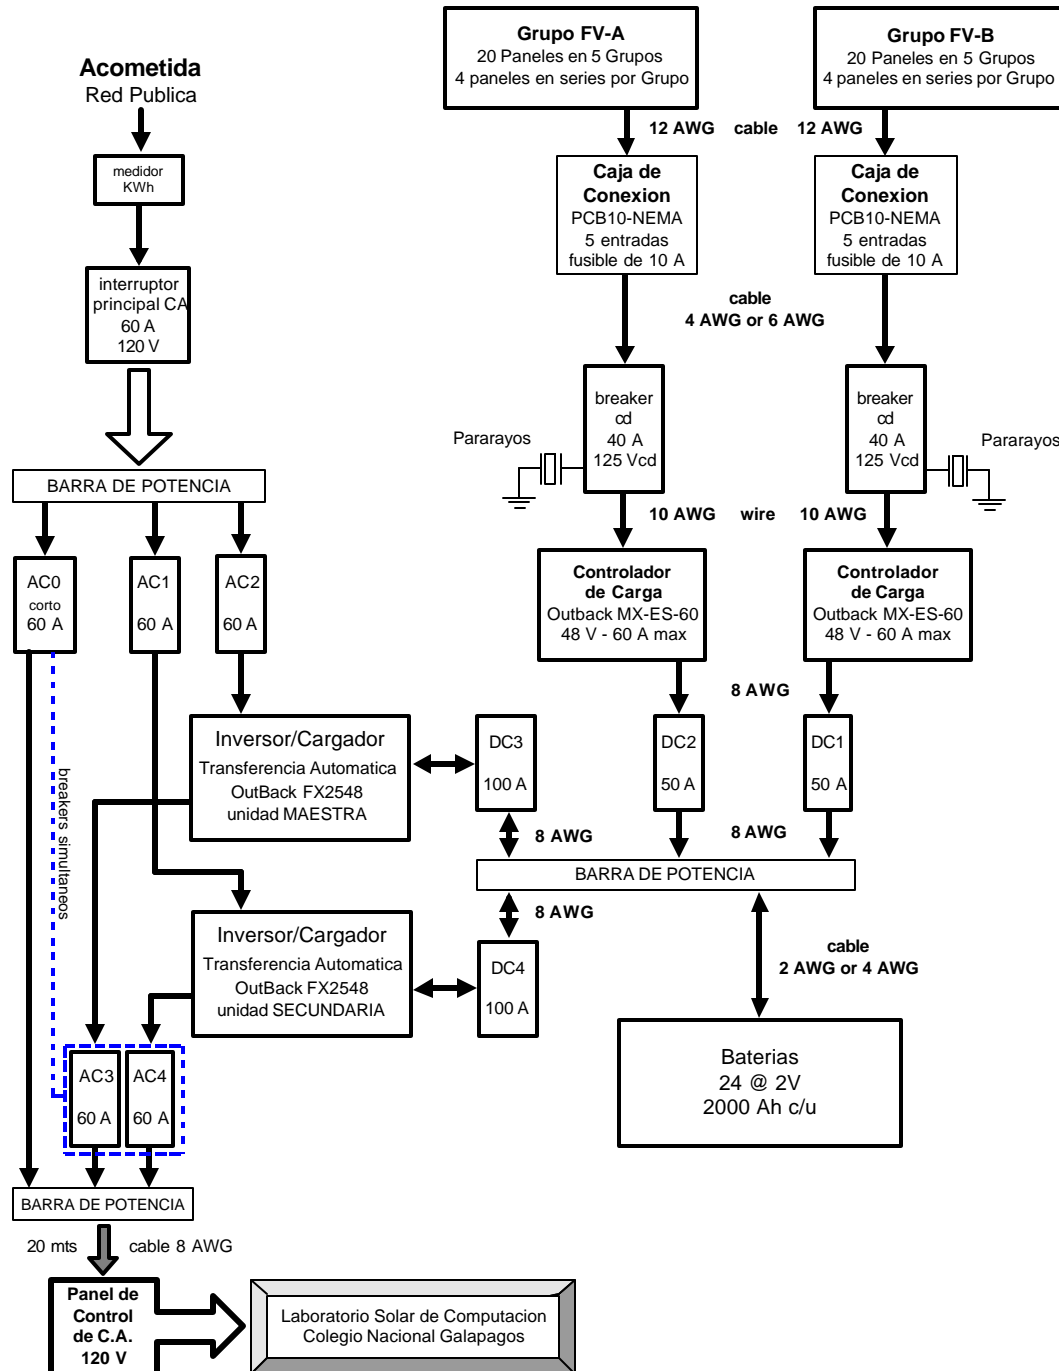 Acometida
Red Publica
medidor
KWh
interruptor
principal CA
60 A
120 V
BARRA DE POTENCIA
AC0
corto
60 A
AC1
60 A
AC2
60 A
breakers simultaneos
Inversor/Cargador
Transferencia Automatica
OutBack FX2548
unidad MAESTRA
Inversor/Cargador
Transferencia Automatica
OutBack FX2548
unidad SECUNDARIA
AC3
60 A
AC4
60 A
BARRA DE POTENCIA
20 mts
cable 8 AWG
Panel de
Control
de C.A.
120 V
Laboratorio Solar de Computacion
Colegio Nacional Galapagos
Grupo FV-A
20 Paneles en 5 Grupos
4 paneles en series por Grupo
Grupo FV-B
20 Paneles en 5 Grupos
4 paneles en series por Grupo
12 AWG cable 12 AWG
Caja de
Conexion
PCB10-NEMA
5 entradas
fusible de 10 A
Caja de
Conexion
PCB10-NEMA
5 entradas
fusible de 10 A
cable
4 AWG or 6 AWG
breaker
cd
40 A
125 Vcd
breaker
cd
40 A
125 Vcd
Pararayos
Pararayos
10 AWG wire 10 AWG
Controlador
de Carga
Outback MX-ES-60
48 V - 60 A max
Controlador
de Carga
Outback MX-ES-60
48 V - 60 A max
8 AWG
DC3
100 A
DC2
50 A
DC1
50 A
8 AWG
8 AWG
BARRA DE POTENCIA
8 AWG
DC4
100 A
cable
2 AWG or 4 AWG
Baterias
24 @ 2V
2000 Ah c/u